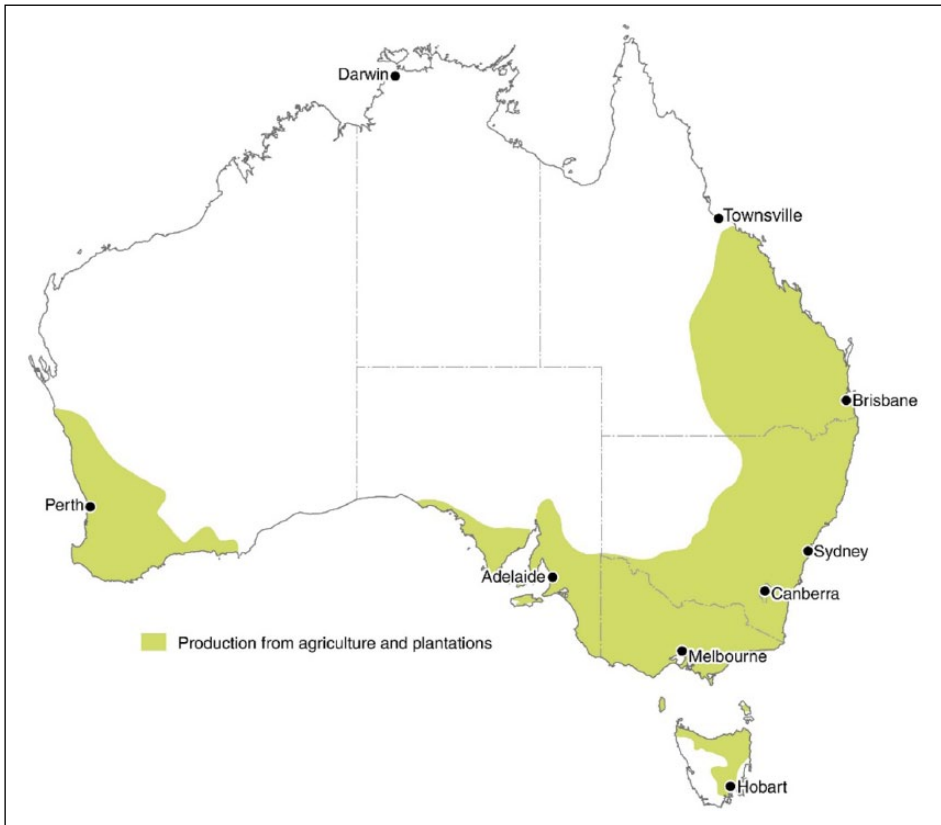 Darwin
Townsville
Brisbane
Perth
Sydney
Adelaide
Canberra
Production from agriculture and plantations
Melbourne
Hobart